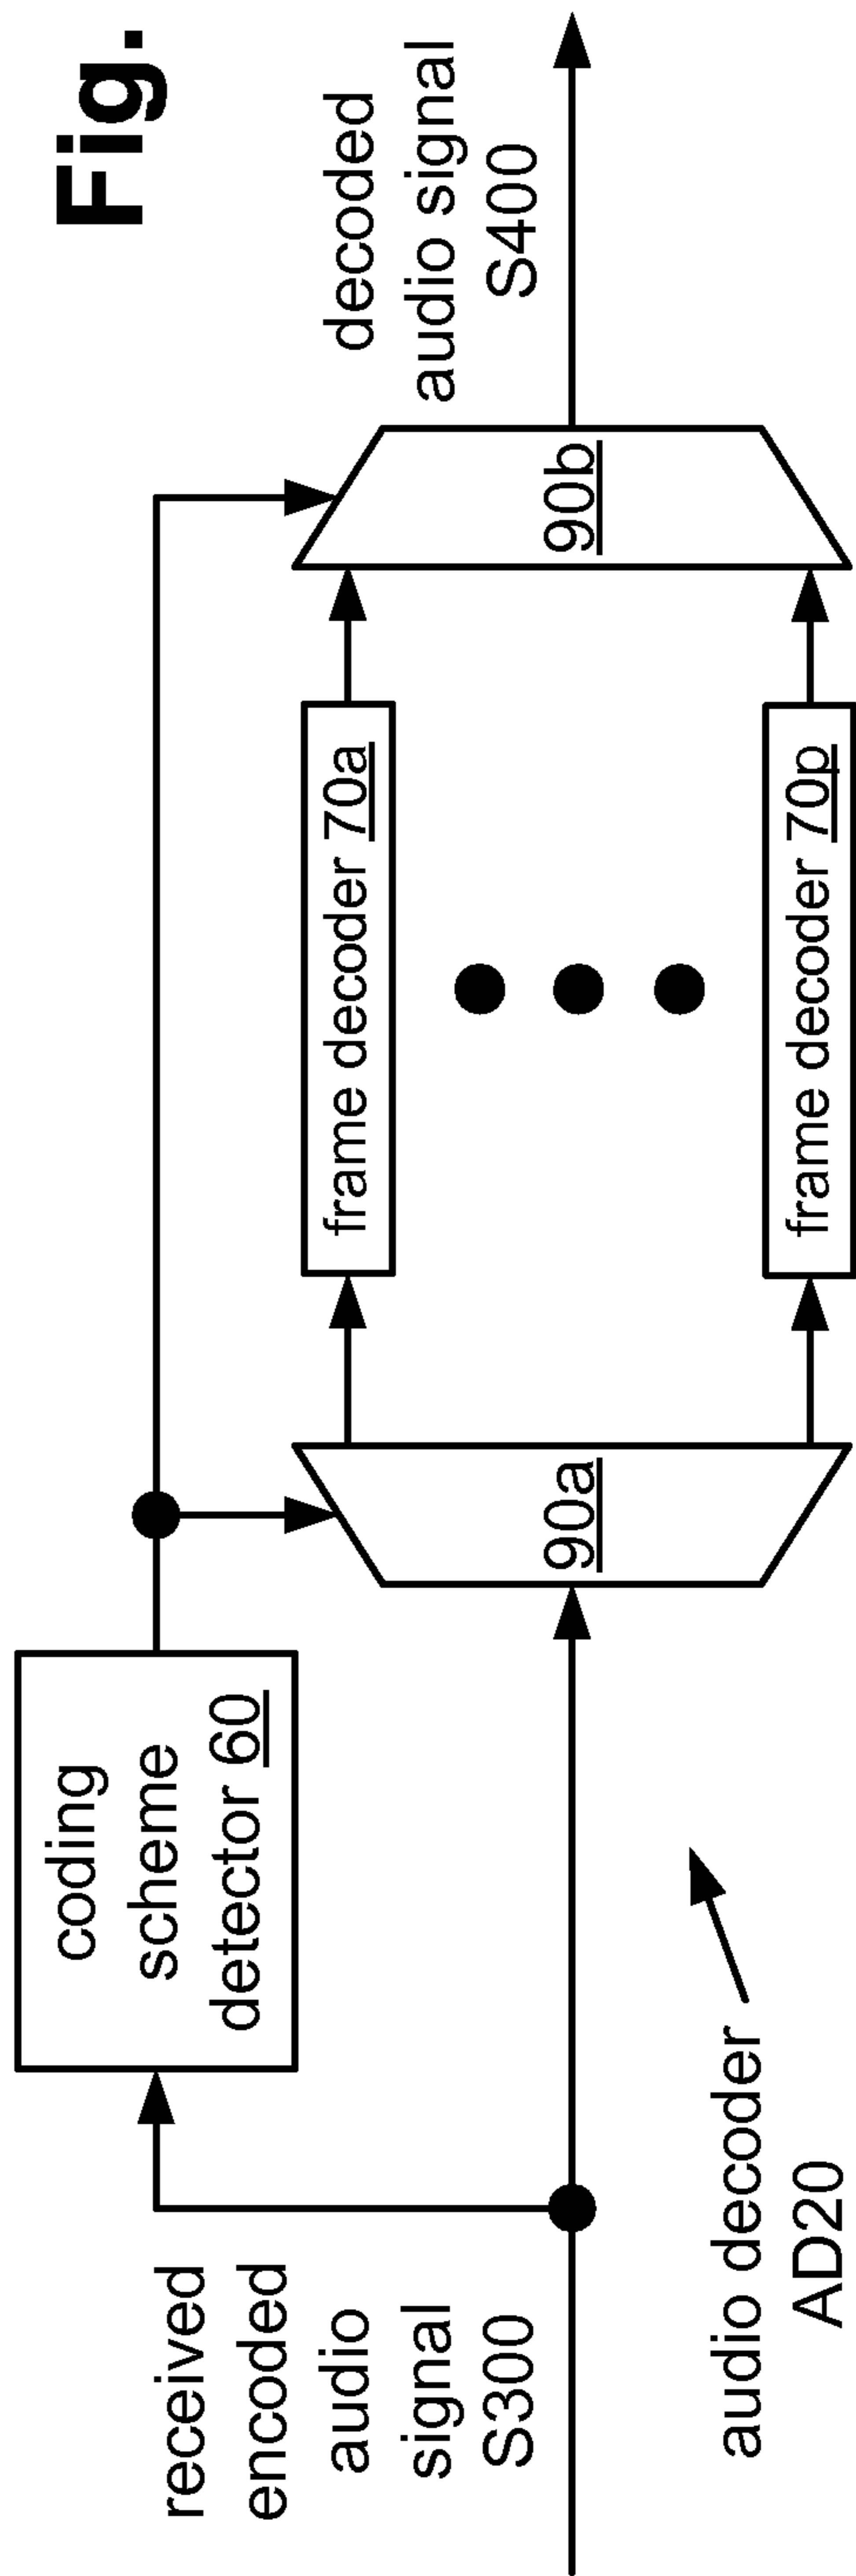 Fig.
coding
scheme
detector 60
received
encoded
audio
signal
S300
90a
frame decoder 70a
frame decoder 70p
90b
decoded
audio signal
S400
audio decoder
AD20